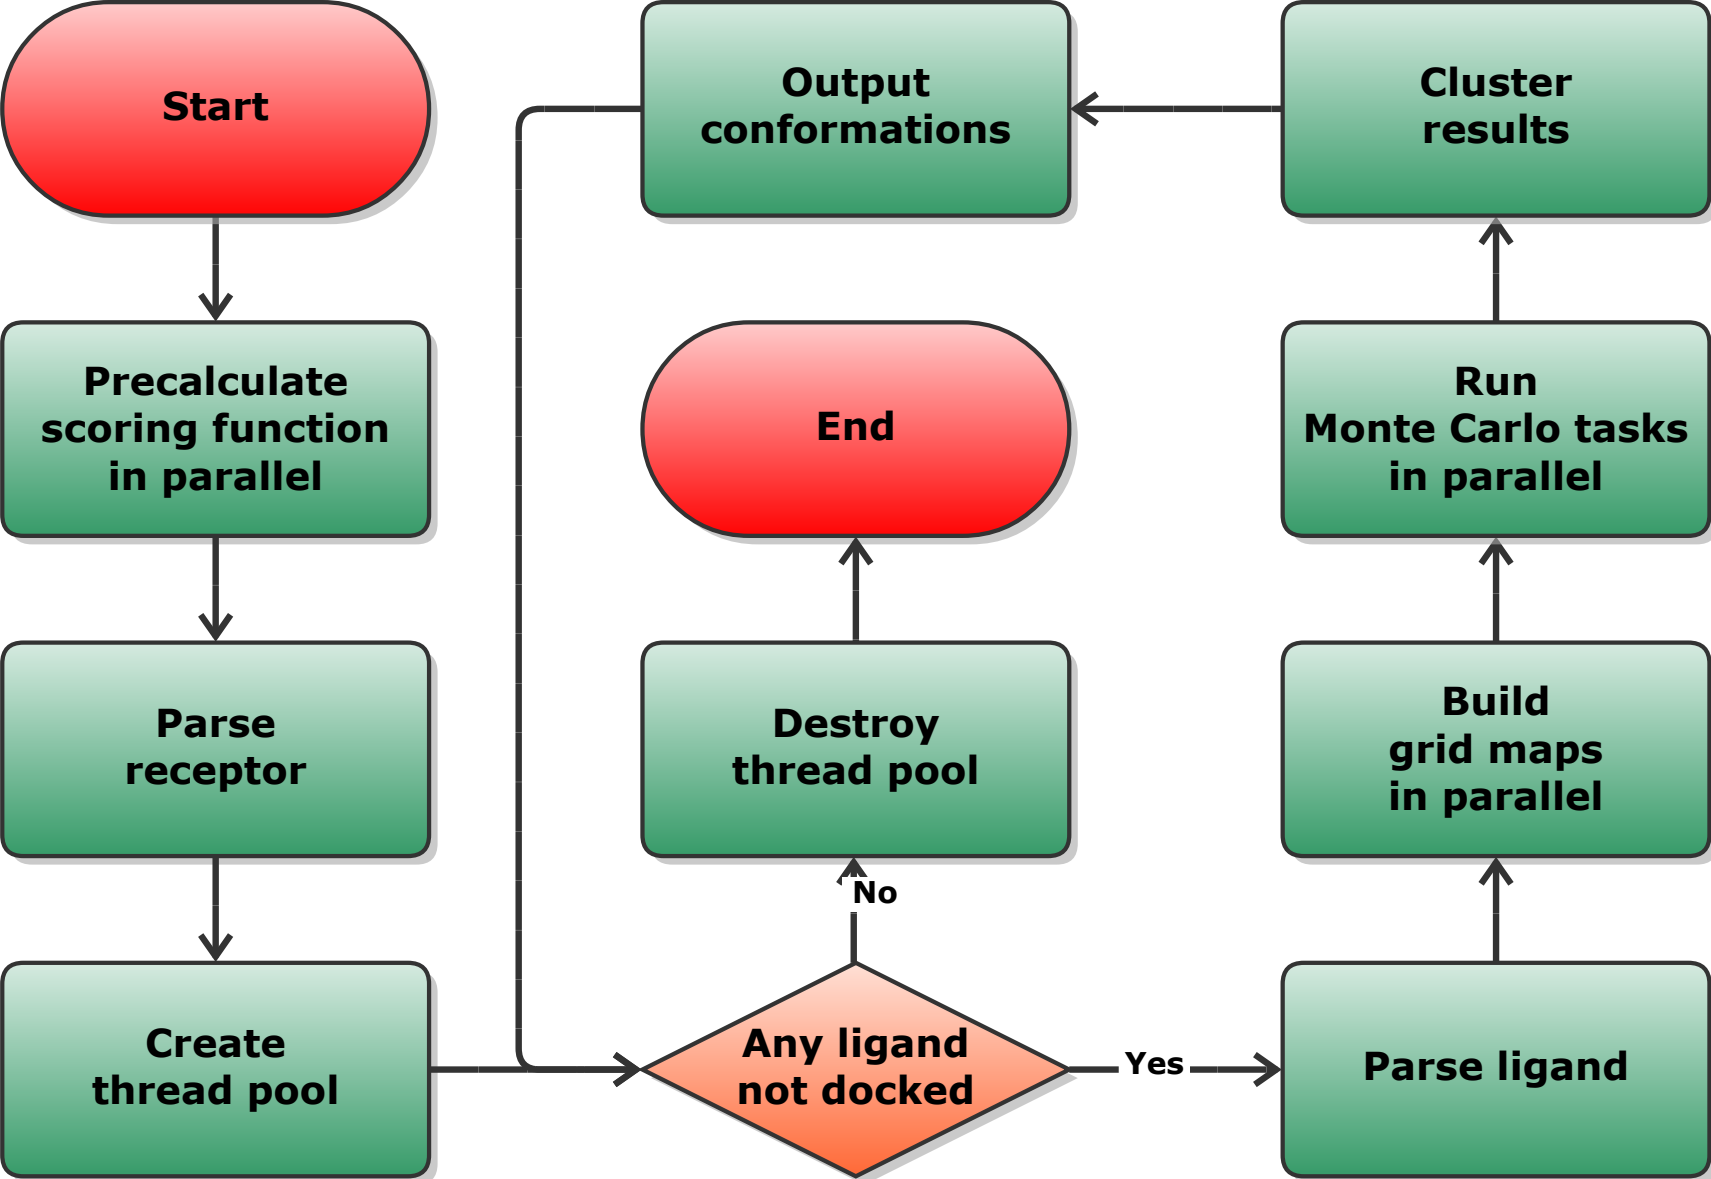 Start
Precalculate
scoring function
in parallel
Parse
receptor
Create
thread pool
Any ligand
not docked
No
Destroy
thread pool
End
Yes
Parse ligand
Build
grid maps
in parallel
Run
Monte Carlo tasks
in parallel
Cluster
results
Output
conformations